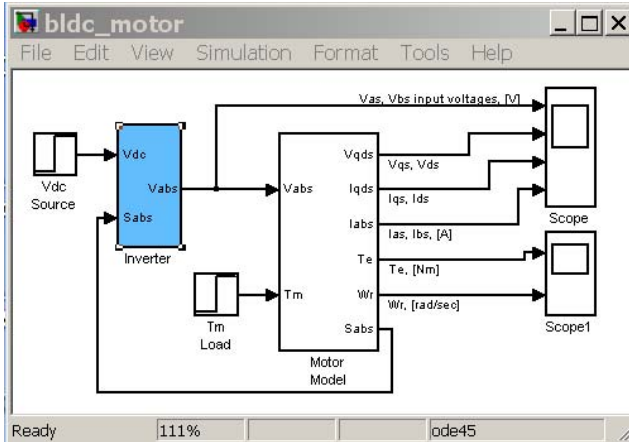 bldc_motor
File Edit View Simulation Format Tools Help
Vas, Vbs input voltages, [V]
Vdc
Vabs
Sabs
Inverter
Vdc
Source
Vabs
Tm
Vqds
Iqds
Iabs
Te
Wr
Sabs
Motor
Model
Tm
Load
Vqs, Vds
Iqs, Ids
Ias, Ibs, [A]
Te, [Nm]
Wr, [rad/sec]
Scope
Scope1
Ready 111% ode45